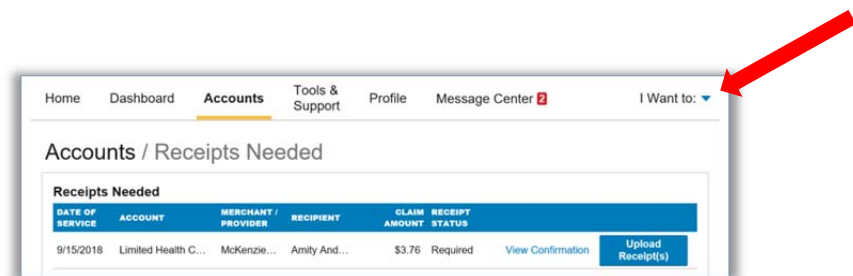 Home Dashboard Accounts Tools & Support Profile Message Center 2 I Want to:
Accounts / Receipts Needed
Receipts Needed
DATE OF SERVICE ACCOUNT MERCHANT / PROVIDER RECIPIENT CLAIM AMOUNT RECEIPT STATUS
9/15/2018 Limited Health C... McKenzie... Amity And... $3.76 Required View Confirmation Upload Receipt(s)